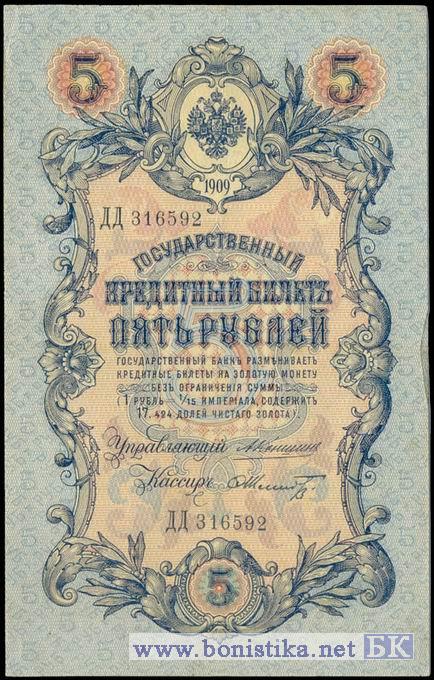 5 5
1909
ДД 316592
ГОСУДАРСТВЕННЫЙ
КРЕДИТНЫЙ БИЛЕТЪ
ПЯТЬ РУБЛЕЙ
ГОСУДАРСТВЕННЫЙ БАНКЪ РАЗМѢНИВАЕТЪ
КРЕДИТНЫЕ БИЛЕТЫ НА ЗОЛОТУЮ МОНЕТУ
БЕЗЪ ОГРАНИЧЕНІЯ СУММЫ
(1 РУБЛЬ = 1/15 ИМПЕРІАЛА, СОДЕРЖИТЪ
17,424 ДОЛЕЙ ЧИСТАГО ЗОЛОТА)
Управляющій
Кассиръ
ДД 316592
5
www.bonistika.net БК